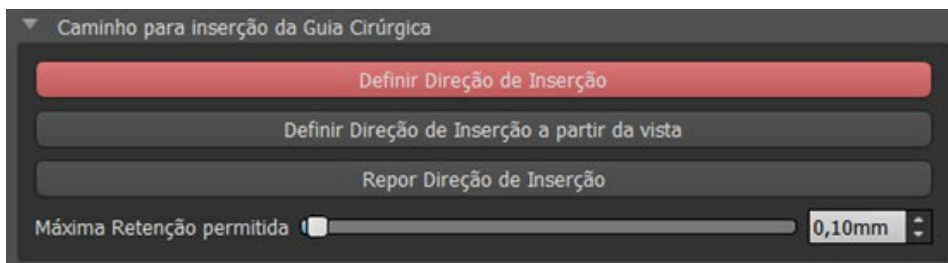 Caminho para inserção da Guia Cirúrgica
Definir Direção de Inserção
Definir Direção de Inserção a partir da vista
Repor Direção de Inserção
Máxima Retenção permitida 0,10mm